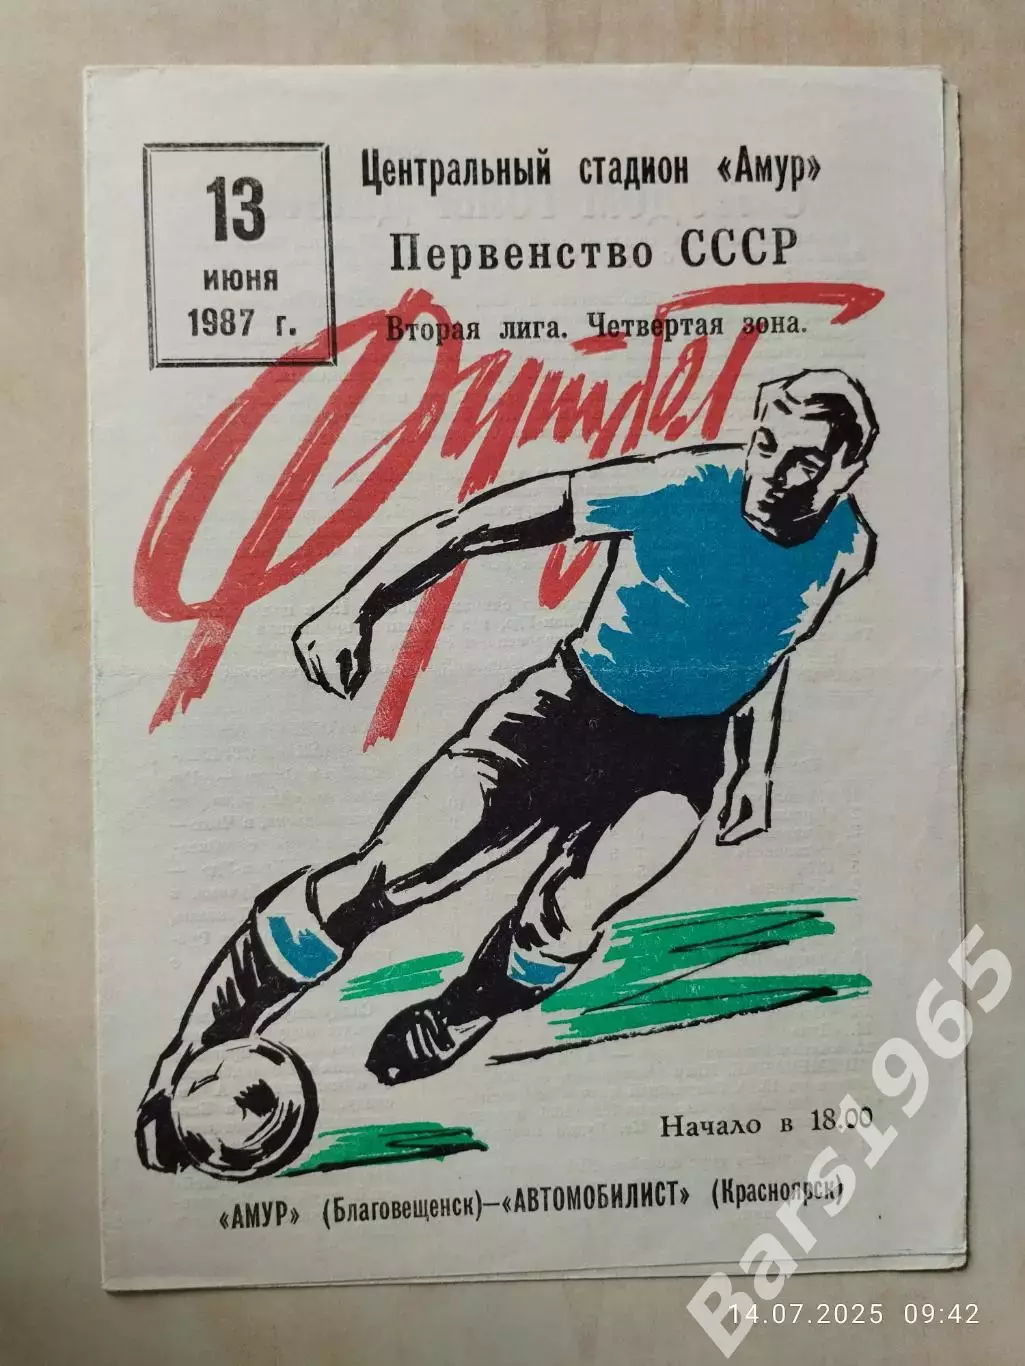 13
июня
1987 г.
Центральный стадион «Амур»
Первенство СССР
Вторая лига. Четвертая зона.
Футбол
Начало в 18.00
«АМУР» (Благовещенск)—«АВТОМОБИЛИСТ» (Красноярск)
Bars1965
14.07.2025 09:42